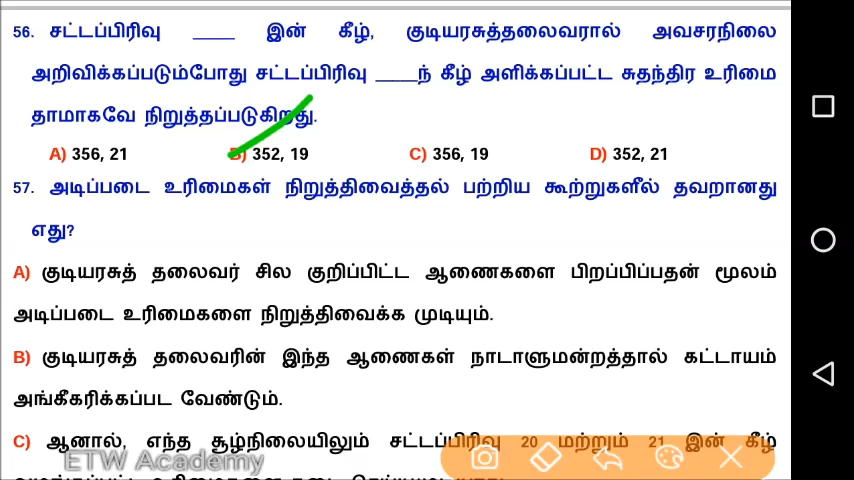 56. சட்டப்பிரிவு _____ இன் கீழ், குடியரசுத்தலைவரால் அவசரநிலை
அறிவிக்கப்படும்போது சட்டப்பிரிவு _____ந் கீழ் அளிக்கப்பட்ட சுதந்திர உரிமை
தாமாகவே நிறுத்தப்படுகிறது.
A) 356, 21 B) 352, 19 C) 356, 19 D) 352, 21
57. அடிப்படை உரிமைகள் நிறுத்திவைத்தல் பற்றிய கூற்றுகளீல் தவறானது
எது?
A) குடியரசுத் தலைவர் சில குறிப்பிட்ட ஆணைகளை பிறப்பிப்பதன் மூலம்
அடிப்படை உரிமைகளை நிறுத்திவைக்க முடியும்.
B) குடியரசுத் தலைவரின் இந்த ஆணைகள் நாடாளுமன்றத்தால் கட்டாயம்
அங்கீகரிக்கப்பட வேண்டும்.
C) ஆனால், எந்த சூழ்நிலையிலும் சட்டப்பிரிவு 20 மற்றும் 21 இன் கீழ்
ETW Academy